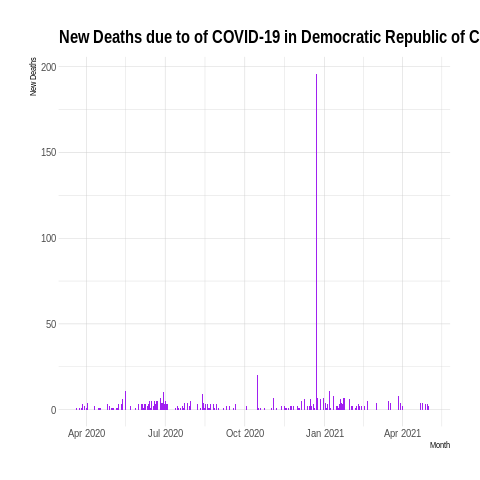 New Deaths due to of COVID-19 in Democratic Republic of C
New Deaths
200
150
100
50
0
Apr 2020 Jul 2020 Oct 2020 Jan 2021 Apr 2021
Month